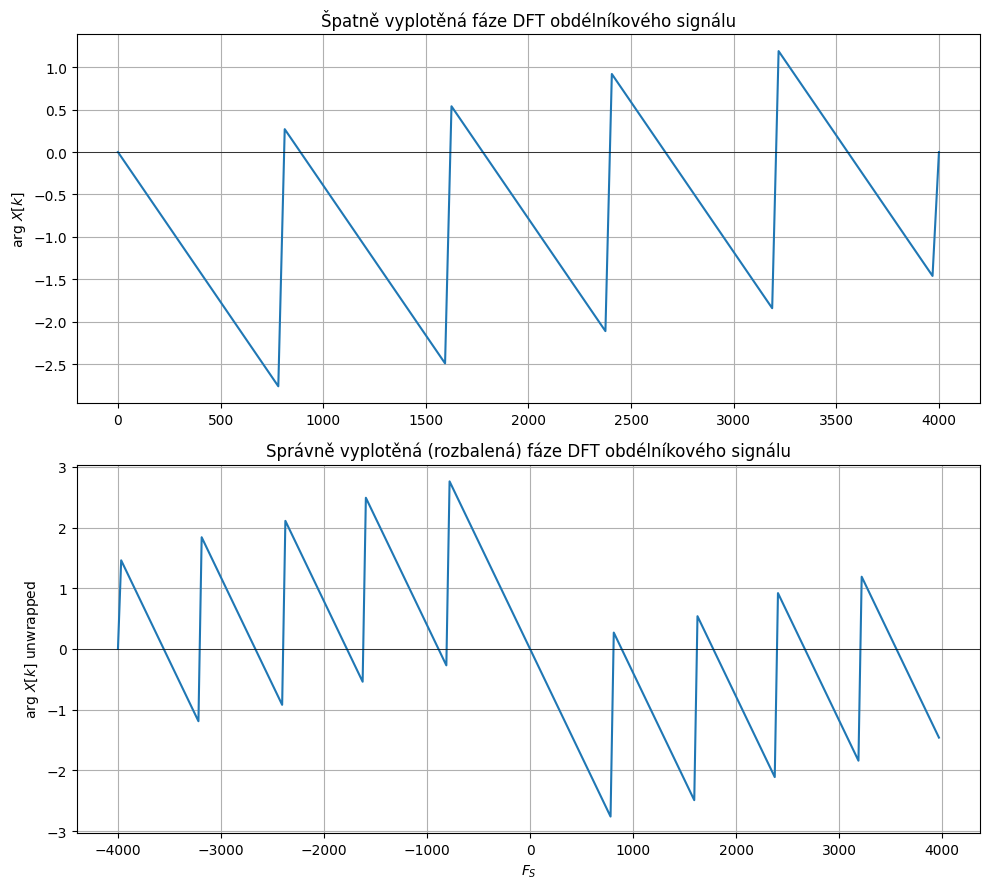 Špatně vyplotěná fáze DFT obdélníkového signálu
1.0
0.5
0.0
−0.5
−1.0
−1.5
−2.0
−2.5
arg X[k]
0 500 1000 1500 2000 2500 3000 3500 4000
Správně vyplotěná (rozbalená) fáze DFT obdélníkového signálu
3
2
1
0
−1
−2
−3
arg X[k] unwrapped
−4000 −3000 −2000 −1000 0 1000 2000 3000 4000
F_S